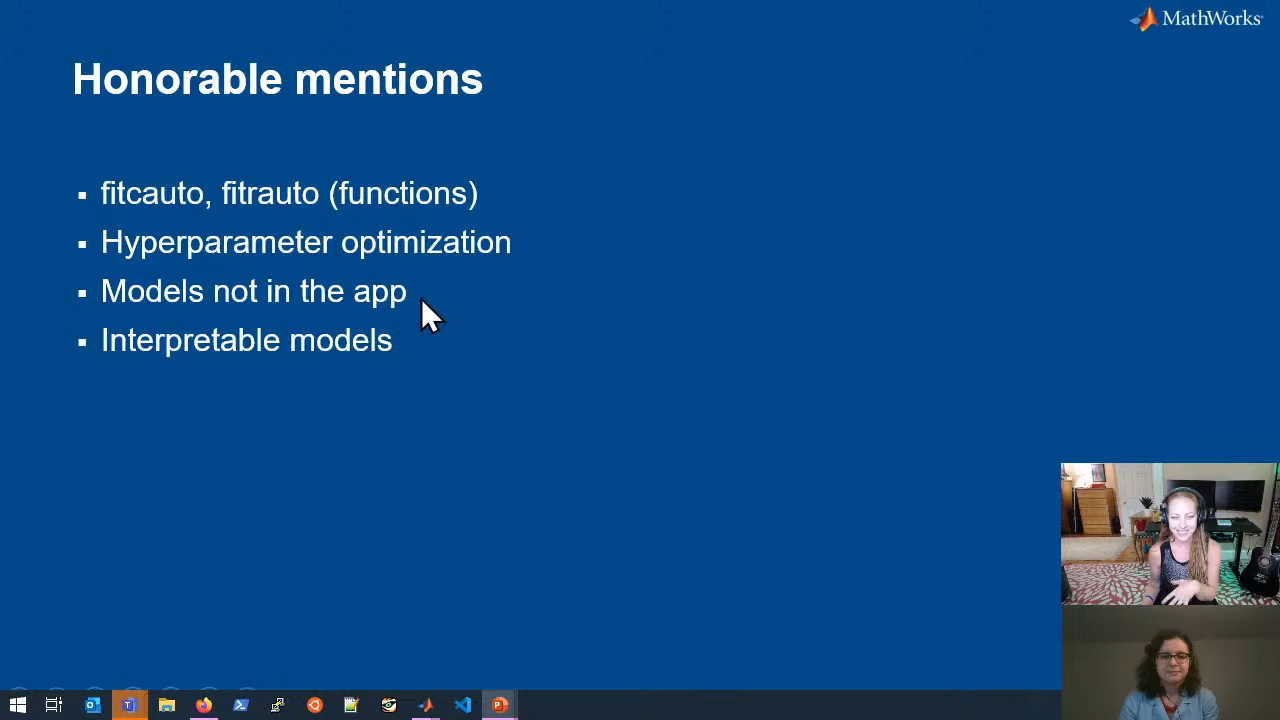 MathWorks
Honorable mentions
fitcauto, fitrauto (functions)
Hyperparameter optimization
Models not in the app
Interpretable models